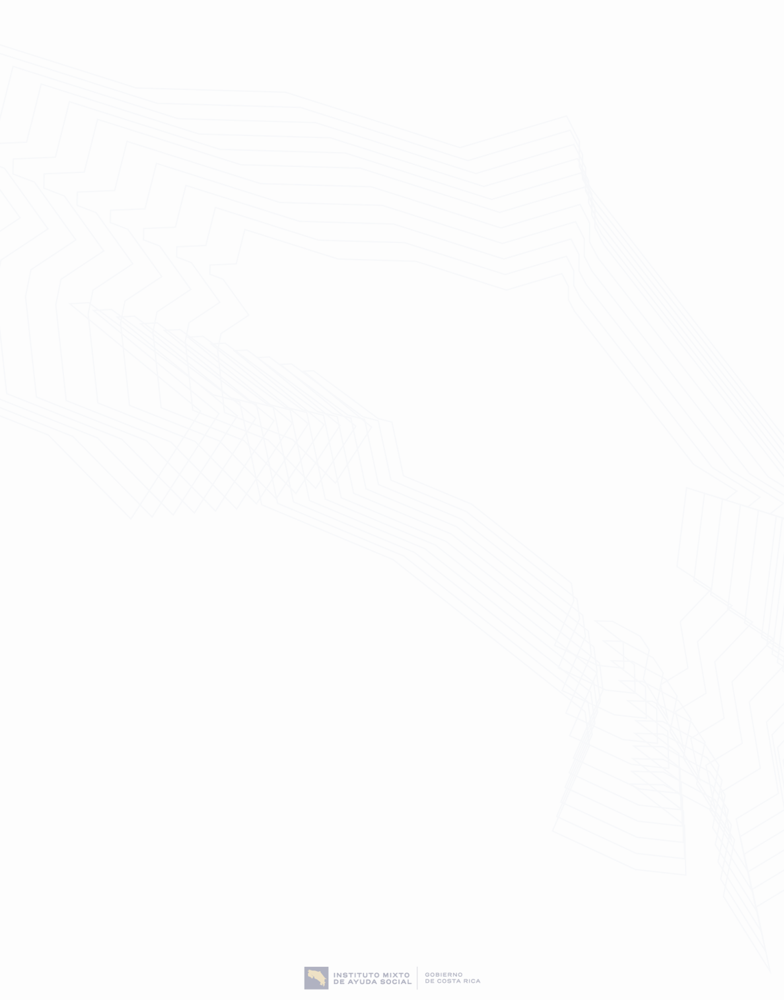 INSTITUTO MIXTO
DE AYUDA SOCIAL
GOBIERNO
DE COSTA RICA